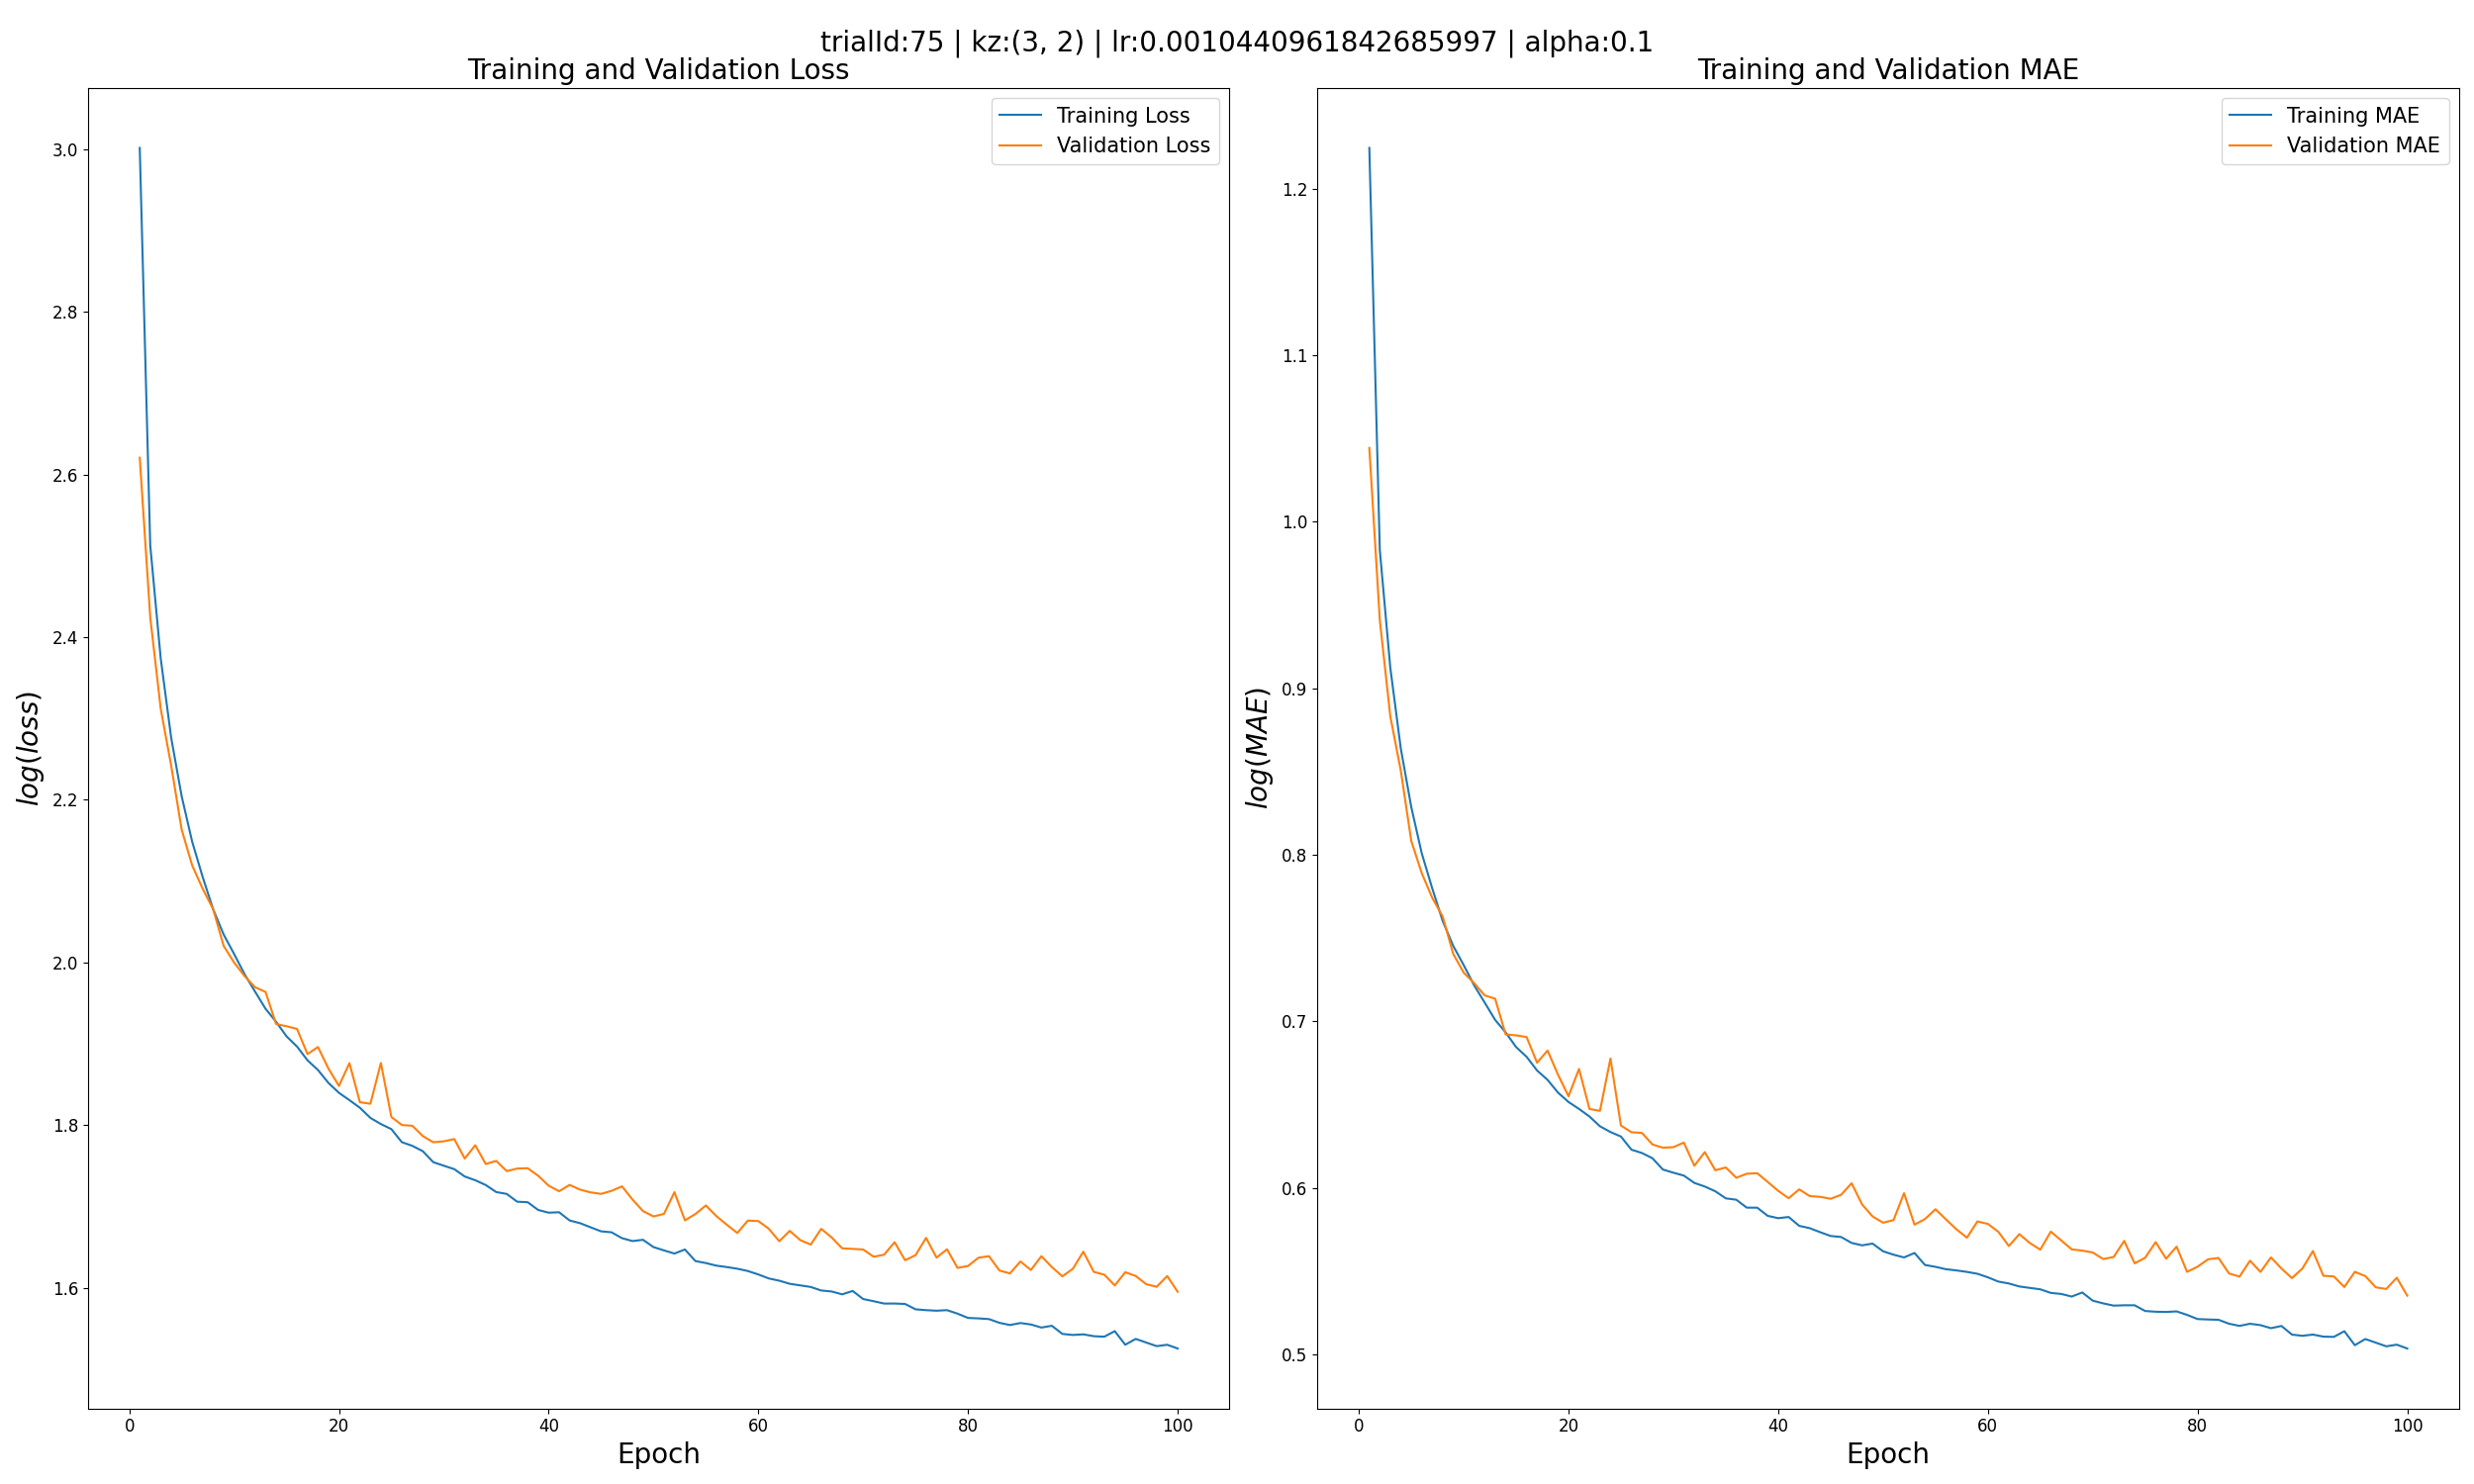 trialId:75 | kz:(3, 2) | lr:0.0010440961842685997 | alpha:0.1
Training and Validation Loss
Training Loss
Validation Loss
3.0
2.8
2.6
2.4
2.2
2.0
1.8
1.6
log(loss)
0 20 40 60 80 100
Epoch
Training and Validation MAE
Training MAE
Validation MAE
1.2
1.1
1.0
0.9
0.8
0.7
0.6
0.5
log(MAE)
0 20 40 60 80 100
Epoch